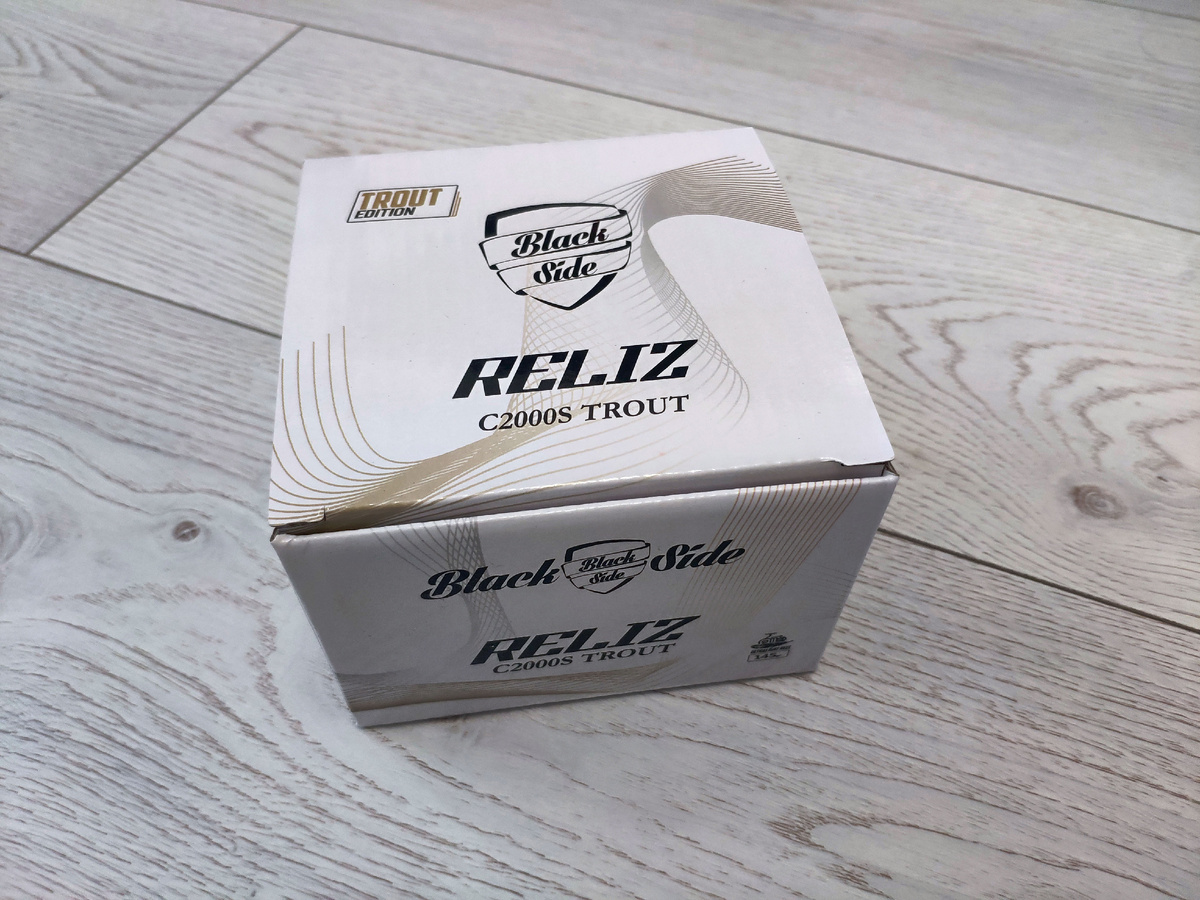 TROUT
EDITION
Black
Side
RELIZ
C2000S TROUT
Black Side
Black
Side
RELIZ
C2000S TROUT